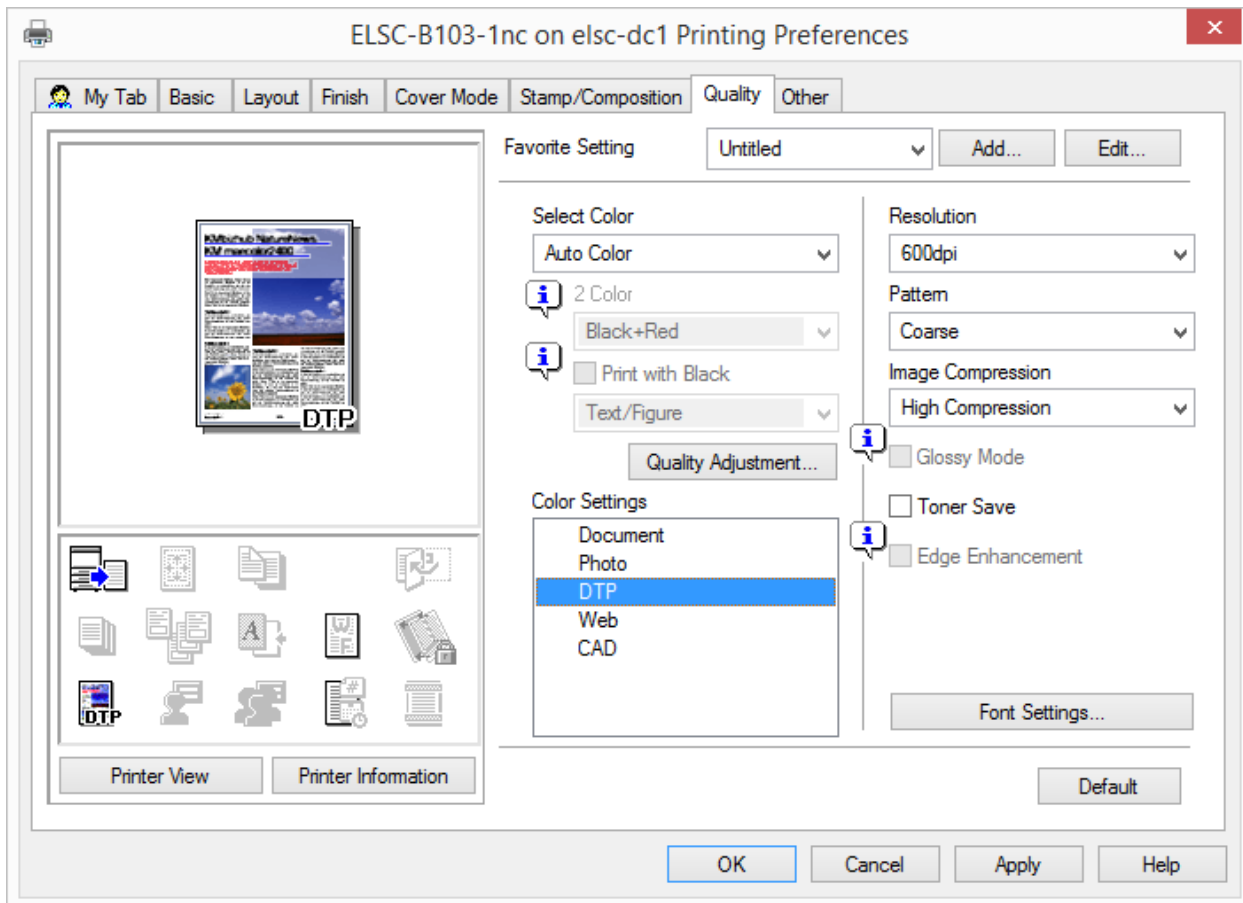 ELSC-B103-1nc on elsc-dc1 Printing Preferences
My Tab Basic Layout Finish Cover Mode Stamp/Composition Quality Other
Favorite Setting Untitled Add... Edit...
DTP
Select Color
Auto Color
2 Color
Black+Red
Print with Black
Text/Figure
Quality Adjustment...
Color Settings
Document
Photo
DTP
Web
CAD
Resolution
600dpi
Pattern
Coarse
Image Compression
High Compression
Glossy Mode
Toner Save
Edge Enhancement
Font Settings...
A
W
F
DTP
#
Printer View Printer Information
Default
OK Cancel Apply Help